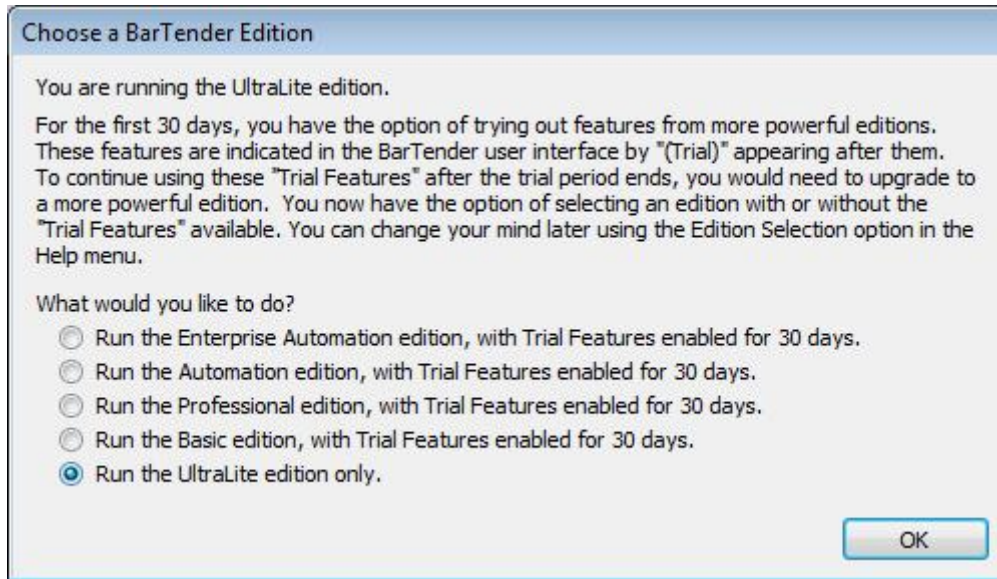 Choose a BarTender Edition
You are running the UltraLite edition.
For the first 30 days, you have the option of trying out features from more powerful editions.
These features are indicated in the BarTender user interface by "(Trial)" appearing after them.
To continue using these "Trial Features" after the trial period ends, you would need to upgrade to
a more powerful edition.  You now have the option of selecting an edition with or without the
"Trial Features" available. You can change your mind later using the Edition Selection option in the
Help menu.
What would you like to do?
Run the Enterprise Automation edition, with Trial Features enabled for 30 days.
Run the Automation edition, with Trial Features enabled for 30 days.
Run the Professional edition, with Trial Features enabled for 30 days.
Run the Basic edition, with Trial Features enabled for 30 days.
Run the UltraLite edition only.
OK